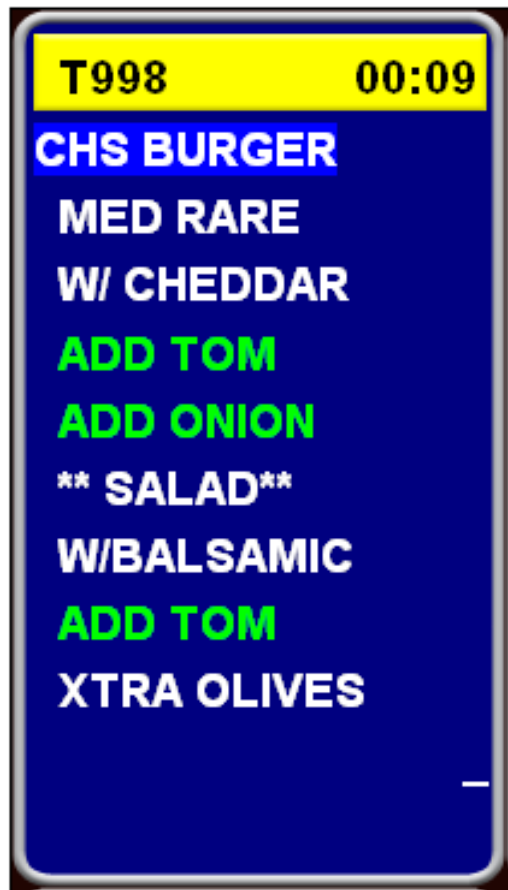 T998 00:09
CHS BURGER
MED RARE
W/ CHEDDAR
ADD TOM
ADD ONION
** SALAD**
W/BALSAMIC
ADD TOM
XTRA OLIVES